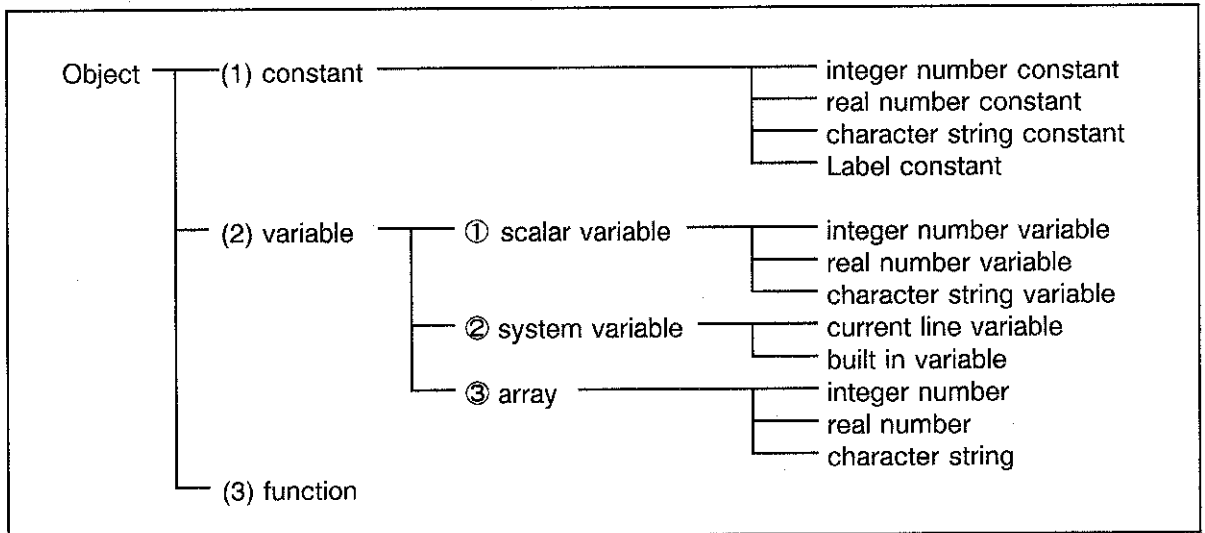 Object (1) constant integer number constant
real number constant
character string constant
Label constant
(2) variable ① scalar variable integer number variable
real number variable
character string variable
② system variable current line variable
built in variable
③ array integer number
real number
character string
(3) function